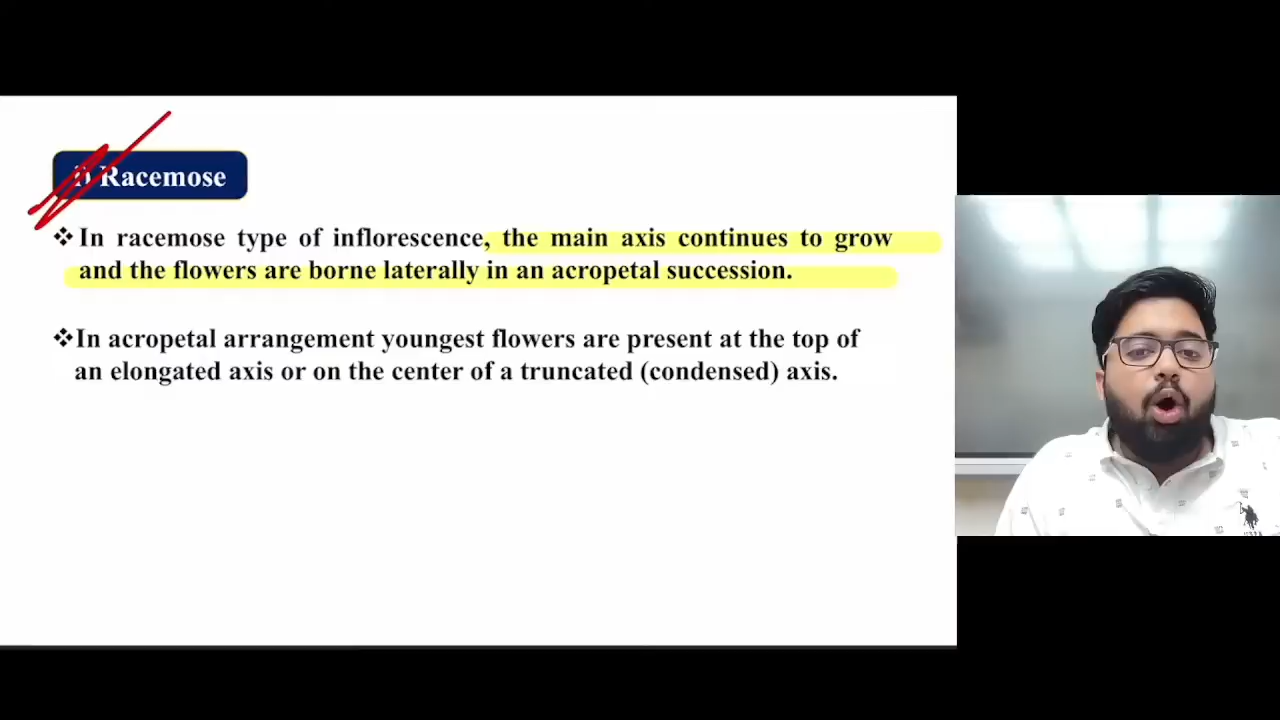 i) Racemose
❖ In racemose type of inflorescence, the main axis continues to grow
and the flowers are borne laterally in an acropetal succession.
❖In acropetal arrangement youngest flowers are present at the top of
an elongated axis or on the center of a truncated (condensed) axis.